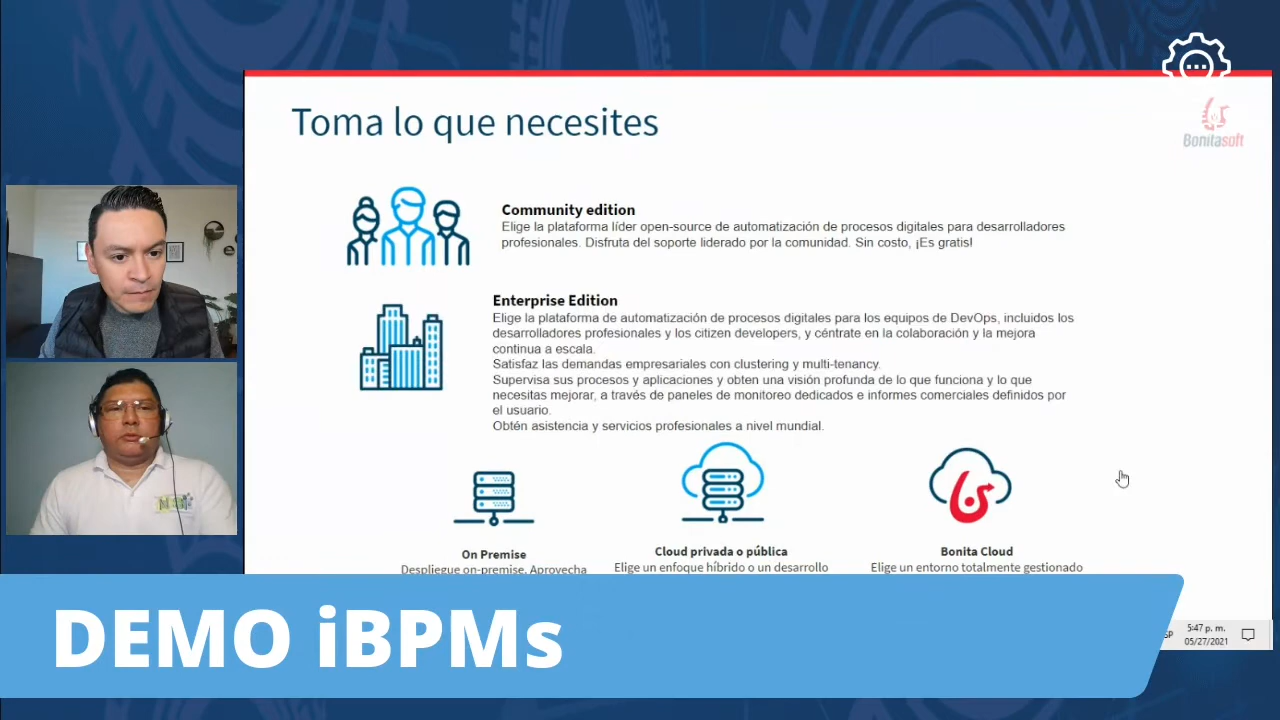 Toma lo que necesites
Bonitasoft
Community edition
Elige la plataforma líder open-source de automatización de procesos digitales para desarrolladores
profesionales. Disfruta del soporte liderado por la comunidad. Sin costo, ¡Es gratis!
Enterprise Edition
Elige la plataforma de automatización de procesos digitales para los equipos de DevOps, incluidos los
desarrolladores profesionales y los citizen developers, y céntrate en la colaboración y la mejora
continua a escala.
Satisfaz las demandas empresariales con clustering y multi-tenancy.
Supervisa sus procesos y aplicaciones y obten una visión profunda de lo que funciona y lo que
necesitas mejorar, a través de paneles de monitoreo dedicados e informes comerciales definidos por
el usuario.
Obtén asistencia y servicios profesionales a nivel mundial.
On Premise
Despliegue on-premise. Aprovecha
Cloud privada o pública
Elige un enfoque híbrido o un desarrollo
Bonita Cloud
Elige un entorno totalmente gestionado
DEMO iBPMs
5:47 p. m.
05/27/2021